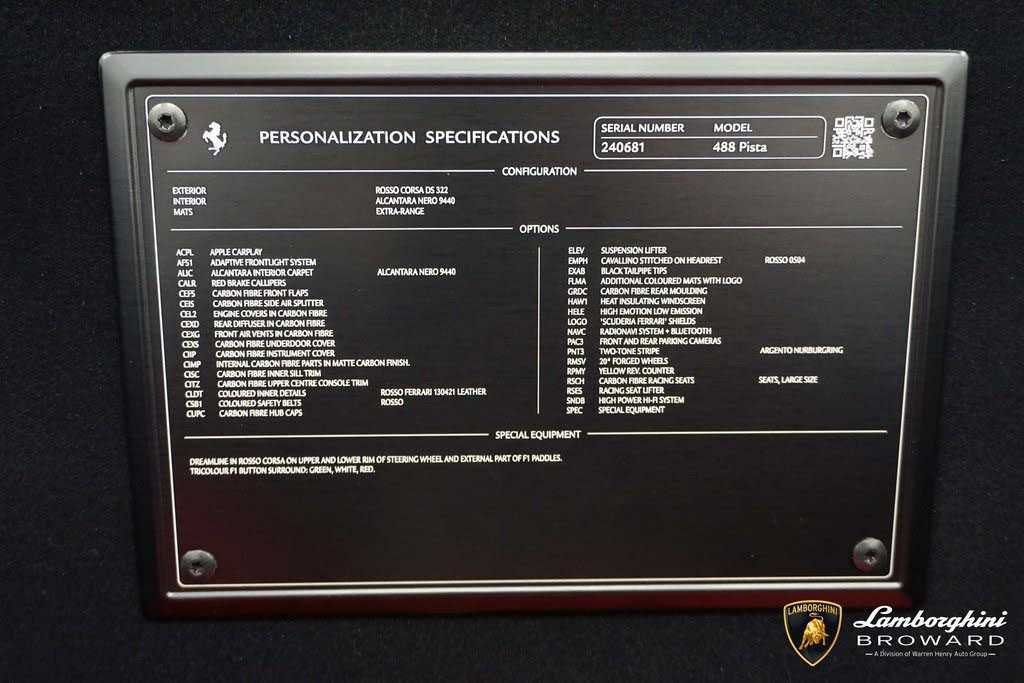 PERSONALIZATION SPECIFICATIONS
SERIAL NUMBER MODEL
240681 488 Pista
CONFIGURATION
EXTERIOR ROSSO CORSA DS 322
INTERIOR ALCANTARA NERO 9440
MATS EXTRA-RANGE
OPTIONS
ACPL APPLE CARPLAY
AFS1 ADAPTIVE FRONTLIGHT SYSTEM
ALIC ALCANTARA INTERIOR CARPET ALCANTARA NERO 9440
CALR RED BRAKE CALLIPERS
CEF5 CARBON FIBRE FRONT FLAPS
CEIS CARBON FIBRE SIDE AIR SPLITTER
CEL2 ENGINE COVERS IN CARBON FIBRE
CEXD REAR DIFFUSER IN CARBON FIBRE
CEXG FRONT AIR VENTS IN CARBON FIBRE
CEXS CARBON FIBRE UNDERDOOR COVER
CIIP CARBON FIBRE INSTRUMENT COVER
CIMP INTERNAL CARBON FIBRE PARTS IN MATTE CARBON FINISH.
CISC CARBON FIBRE INNER SILL TRIM
CITZ CARBON FIBRE UPPER CENTRE CONSOLE TRIM
CLDT COLOURED INNER DETAILS ROSSO FERRARI 130421 LEATHER
CSB1 COLOURED SAFETY BELTS ROSSO
CUPC CARBON FIBRE HUB CAPS
ELEV SUSPENSION LIFTER
EMPH CAVALLINO STITCHED ON HEADREST ROSSO 0504
EXAB BLACK TAILPIPE TIPS
FLMA ADDITIONAL COLOURED MATS WITH LOGO
GRDC CARBON FIBRE REAR MOULDING
HAW1 HEAT INSULATING WINDSCREEN
HELE HIGH EMOTION LOW EMISSION
LOGO 'SCUDERIA FERRARI' SHIELDS
NAVC RADIONAVI SYSTEM + BLUETOOTH
PAC3 FRONT AND REAR PARKING CAMERAS
PNT3 TWO-TONE STRIPE ARGENTO NURBURGRING
RMSV 20" FORGED WHEELS
RPMY YELLOW REV. COUNTER
RSCH CARBON FIBRE RACING SEATS SEATS, LARGE SIZE
RSES RACING SEAT LIFTER
SNDB HIGH POWER HI-FI SYSTEM
SPEC SPECIAL EQUIPMENT
SPECIAL EQUIPMENT
DREAMLINE IN ROSSO CORSA ON UPPER AND LOWER RIM OF STEERING WHEEL AND EXTERNAL PART OF F1 PADDLES.
TRICOLOUR F1 BUTTON SURROUND: GREEN, WHITE, RED.
LAMBORGHINI
Lamborghini
BROWARD
A Division of Warren Henry Auto Group